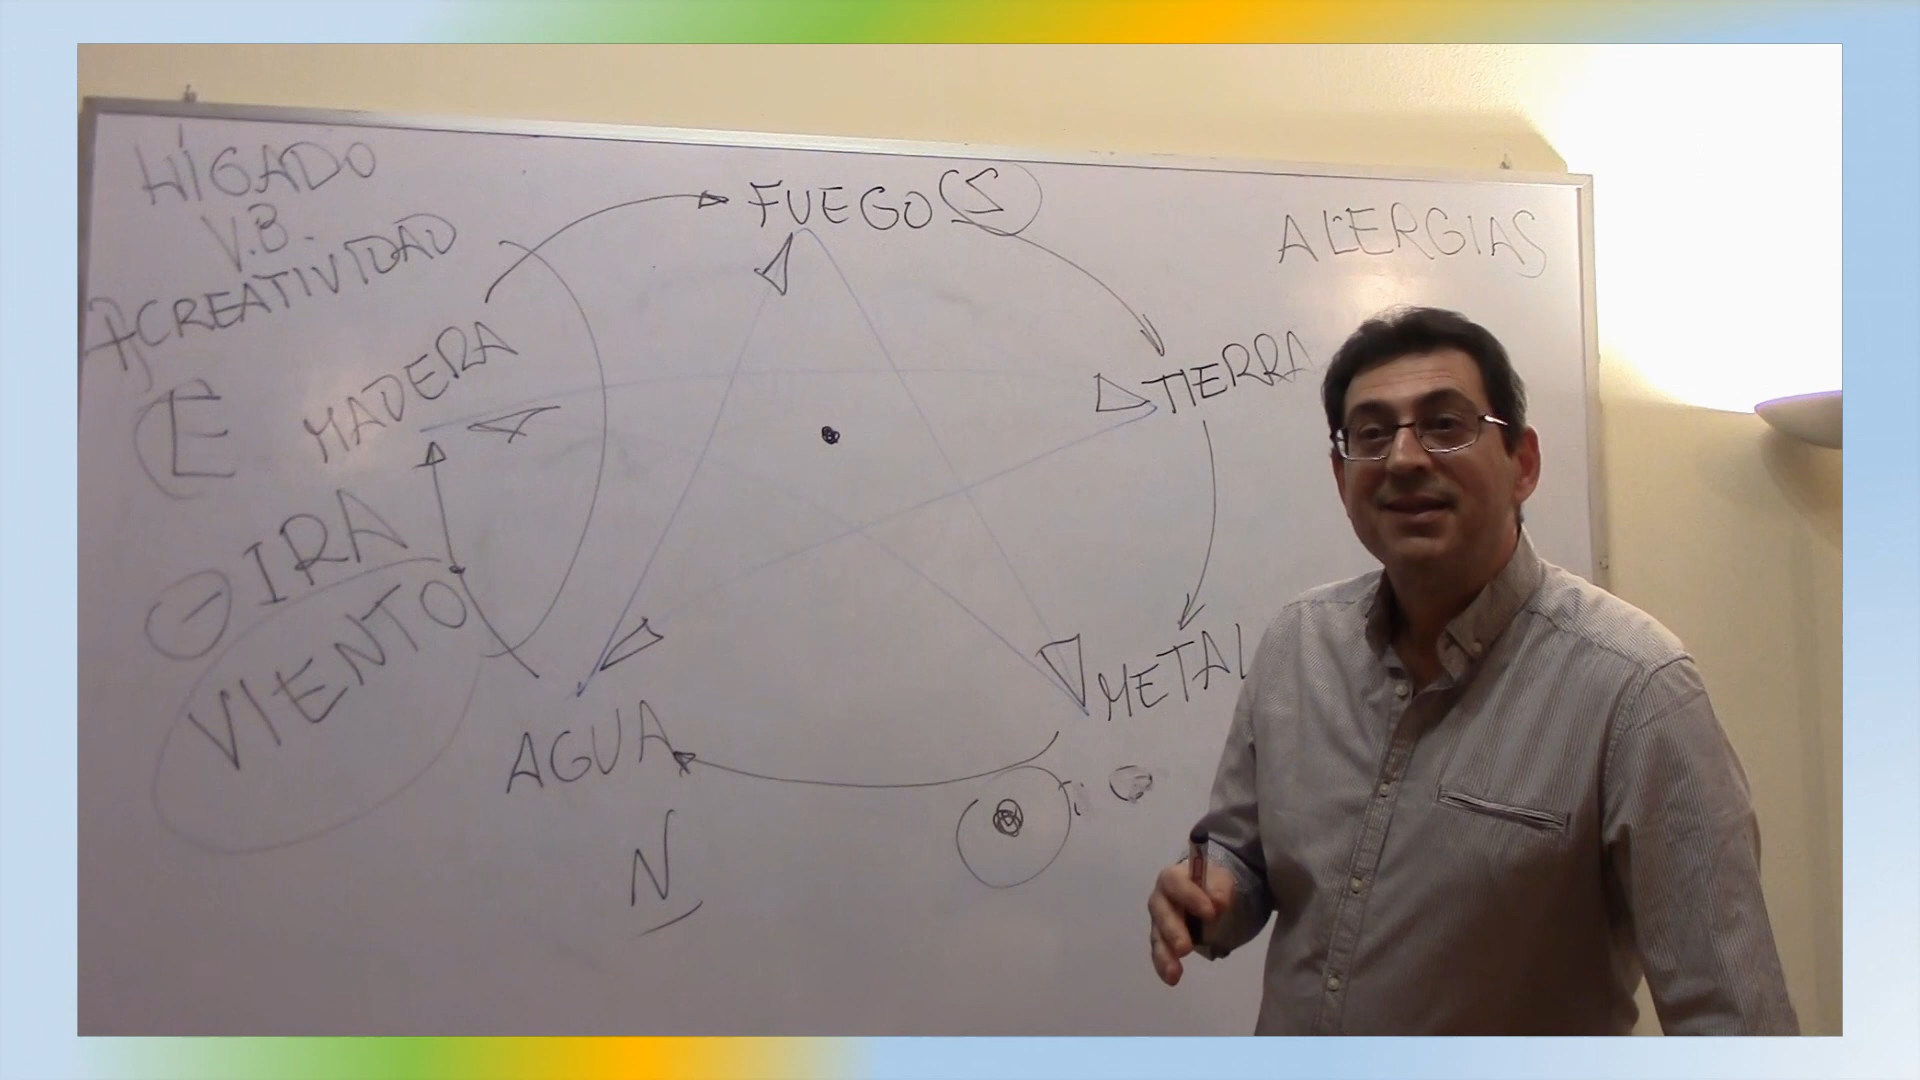 HÍGADO
V.B.
+ CREATIVIDAD
E
MADERA
- IRA
VIENTO
FUEGO S
ALERGIAS
TIERRA
METAL
AGUA
N